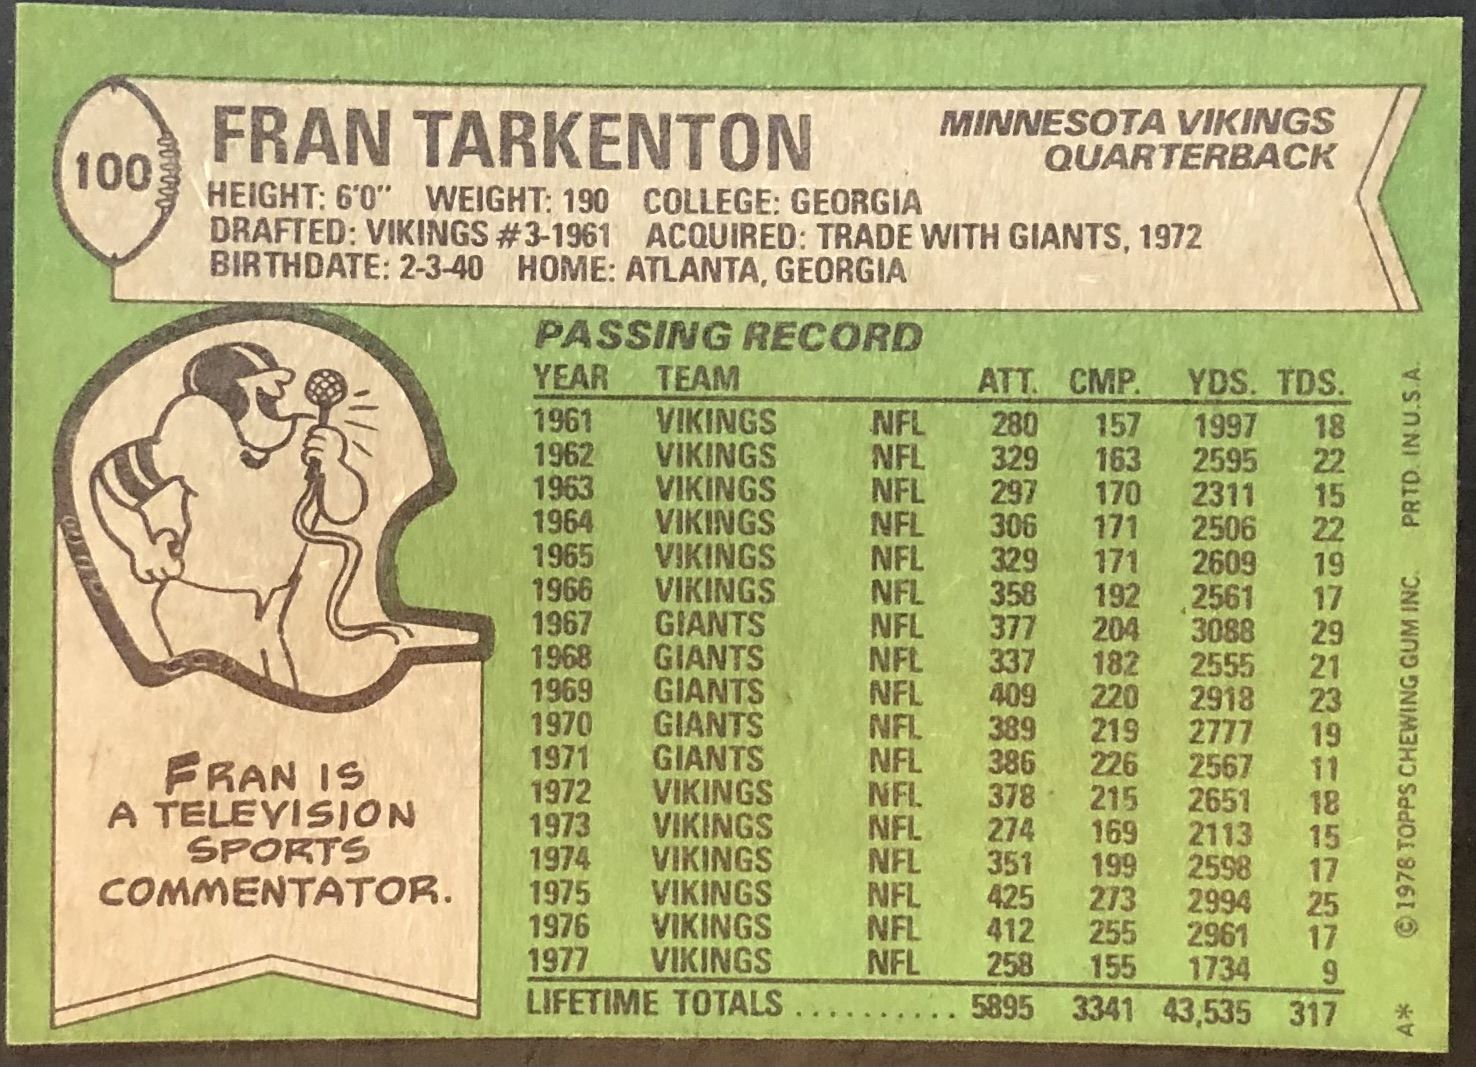 100
FRAN TARKENTON
MINNESOTA VIKINGS
QUARTERBACK
HEIGHT: 6'0" WEIGHT: 190 COLLEGE: GEORGIA
DRAFTED: VIKINGS #3-1961 ACQUIRED: TRADE WITH GIANTS, 1972
BIRTHDATE: 2-3-40 HOME: ATLANTA, GEORGIA
FRAN IS
A TELEVISION
SPORTS
COMMENTATOR.
PASSING RECORD
YEAR TEAM ATT. CMP. YDS. TDS.
1961 VIKINGS NFL 280 157 1997 18
1962 VIKINGS NFL 329 163 2595 22
1963 VIKINGS NFL 297 170 2311 15
1964 VIKINGS NFL 306 171 2506 22
1965 VIKINGS NFL 329 171 2609 19
1966 VIKINGS NFL 358 192 2561 17
1967 GIANTS NFL 377 204 3088 29
1968 GIANTS NFL 337 182 2555 21
1969 GIANTS NFL 409 220 2918 23
1970 GIANTS NFL 389 219 2777 19
1971 GIANTS NFL 386 226 2567 11
1972 VIKINGS NFL 378 215 2651 18
1973 VIKINGS NFL 274 169 2113 15
1974 VIKINGS NFL 351 199 2598 17
1975 VIKINGS NFL 425 273 2994 25
1976 VIKINGS NFL 412 255 2961 17
1977 VIKINGS NFL 258 155 1734 9
LIFETIME TOTALS .......... 5895 3341 43,535 317
A* © 1978 TOPPS CHEWING GUM INC. PRTD. IN U.S.A.